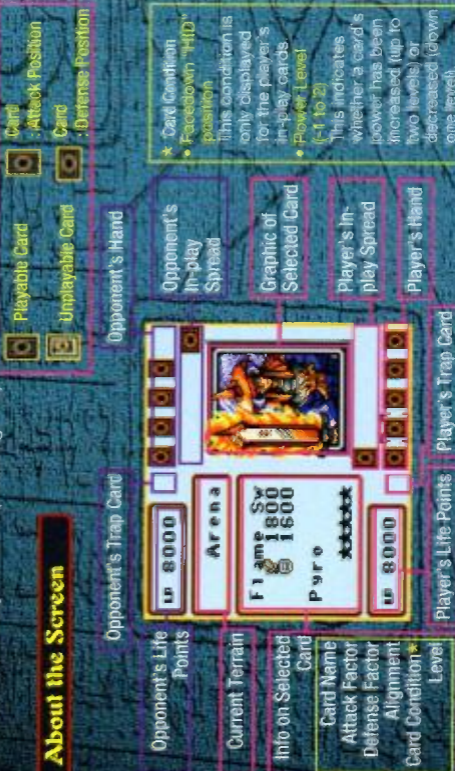 About the Screen
Playable Card
Unplayable Card
Card
: Attack Position
Card
: Defense Position
Opponent's Trap Card
Opponent's Hand
Opponent's Life
Points
Opponent's
In-play
Spread
Current Terrain
Graphic of
Selected Card
Info on Selected
Card
Card Name
Attack Factor
Defense Factor
Alignment
Card Condition*
Level
Player's In-
play Spread
Player's Hand
Player's Life Points
Player's Trap Card
LP 8000
Arena
Flame Sw
1800
1600
Pyro
★★★★★
LP 8000
* Card Condition
• Facedown "HID"
position
This condition is
only displayed
for the player's
in-play cards
• Power Level
(-1 to 2)
This indicates
whether a card's
power has been
increased (up to
two levels) or
decreased (down
one level)